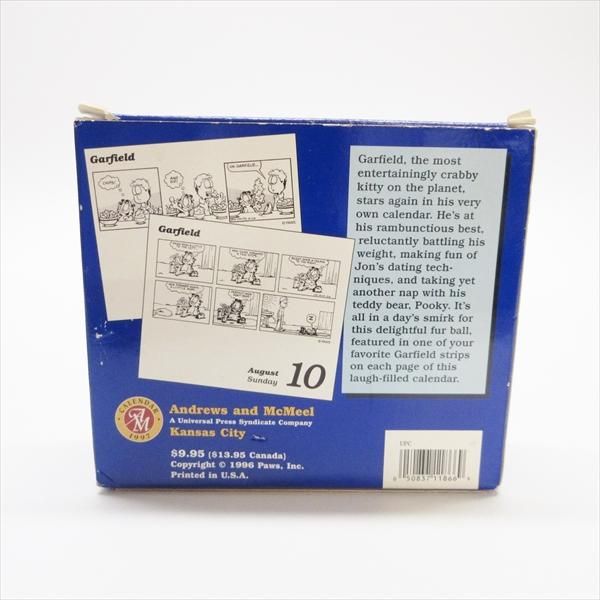 Garfield
Garfield
August
Sunday
10
Garfield, the most
entertainingly crabby
kitty on the planet,
stars again in his very
own calendar. He's at
his rambunctious best,
reluctantly battling his
weight, making fun of
Jon's dating tech-
niques, and taking yet
another nap with his
teddy bear, Pooky. It's
all in a day's smirk for
this delightful fur ball,
featured in one of your
favorite Garfield strips
on each page of this
laugh-filled calendar.
CALENDAR
AM
1997
Andrews and McMeel
A Universal Press Syndicate Company
Kansas City
$9.95 ($13.95 Canada)
Copyright © 1996 Paws, Inc.
Printed in U.S.A.
UPC
50837 11866